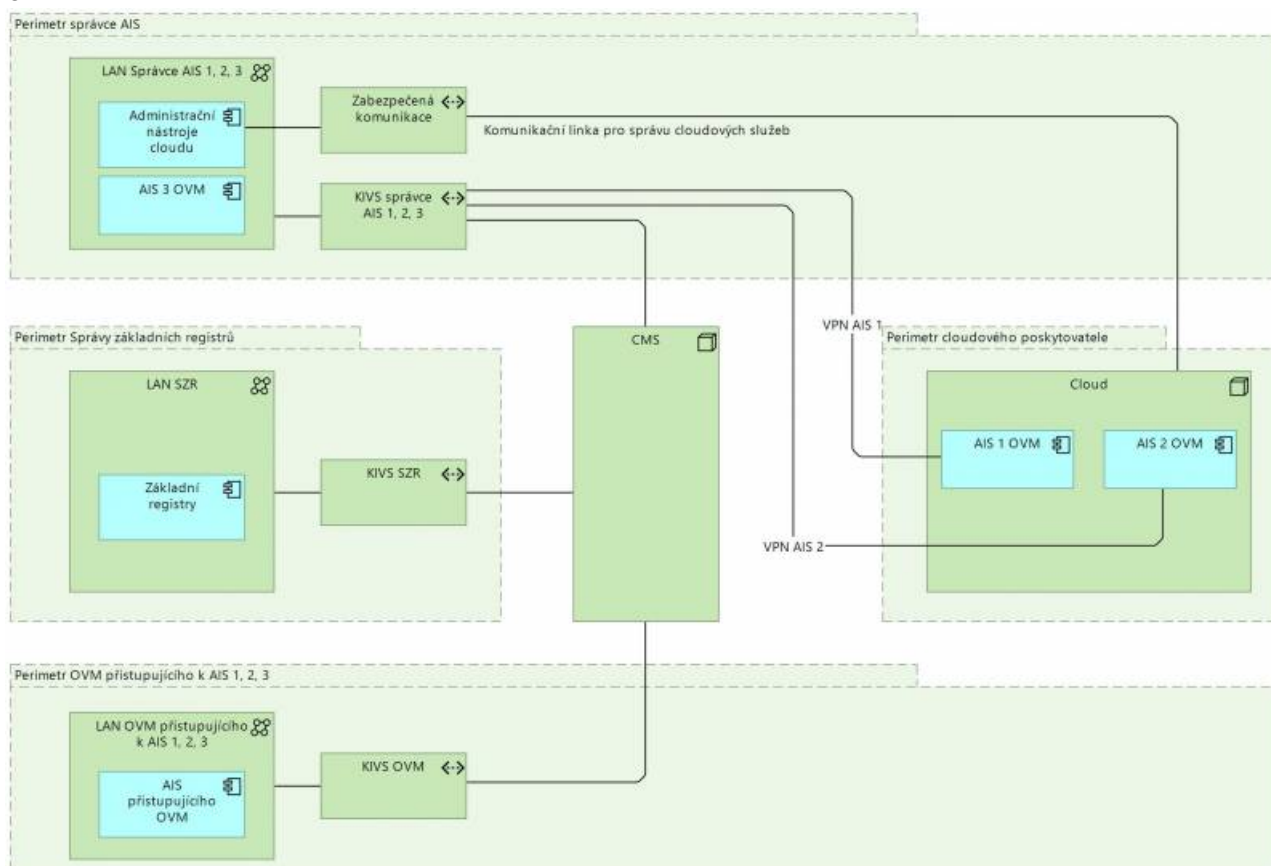 Perimetr správce AIS
LAN Správce AIS 1, 2, 3
Administrační
nástroje
cloudu
AIS 3 OVM
Zabezpečená
komunikace
Komunikační linka pro správu cloudových služeb
KIVS správce
AIS 1, 2, 3
VPN AIS 1
Perimetr Správy základních registrů
LAN SZR
Základní
registry
KIVS SZR
CMS
Perimetr cloudového poskytovatele
Cloud
AIS 1 OVM
AIS 2 OVM
VPN AIS 2
Perimetr OVM přistupujícího k AIS 1, 2, 3
LAN OVM přistupujícího
k AIS 1, 2, 3
AIS
přistupujícího
OVM
KIVS OVM